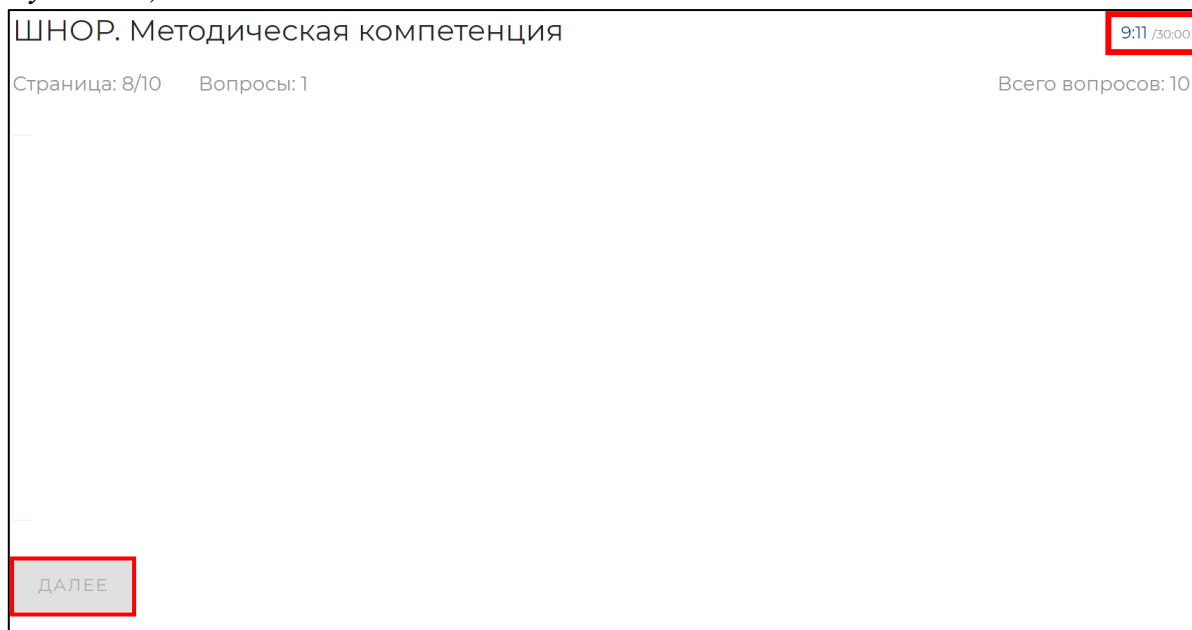 ШНОР. Методическая компетенция
9:11 /30:00
Страница: 8/10 Вопросы: 1
Всего вопросов: 10
ДАЛЕЕ